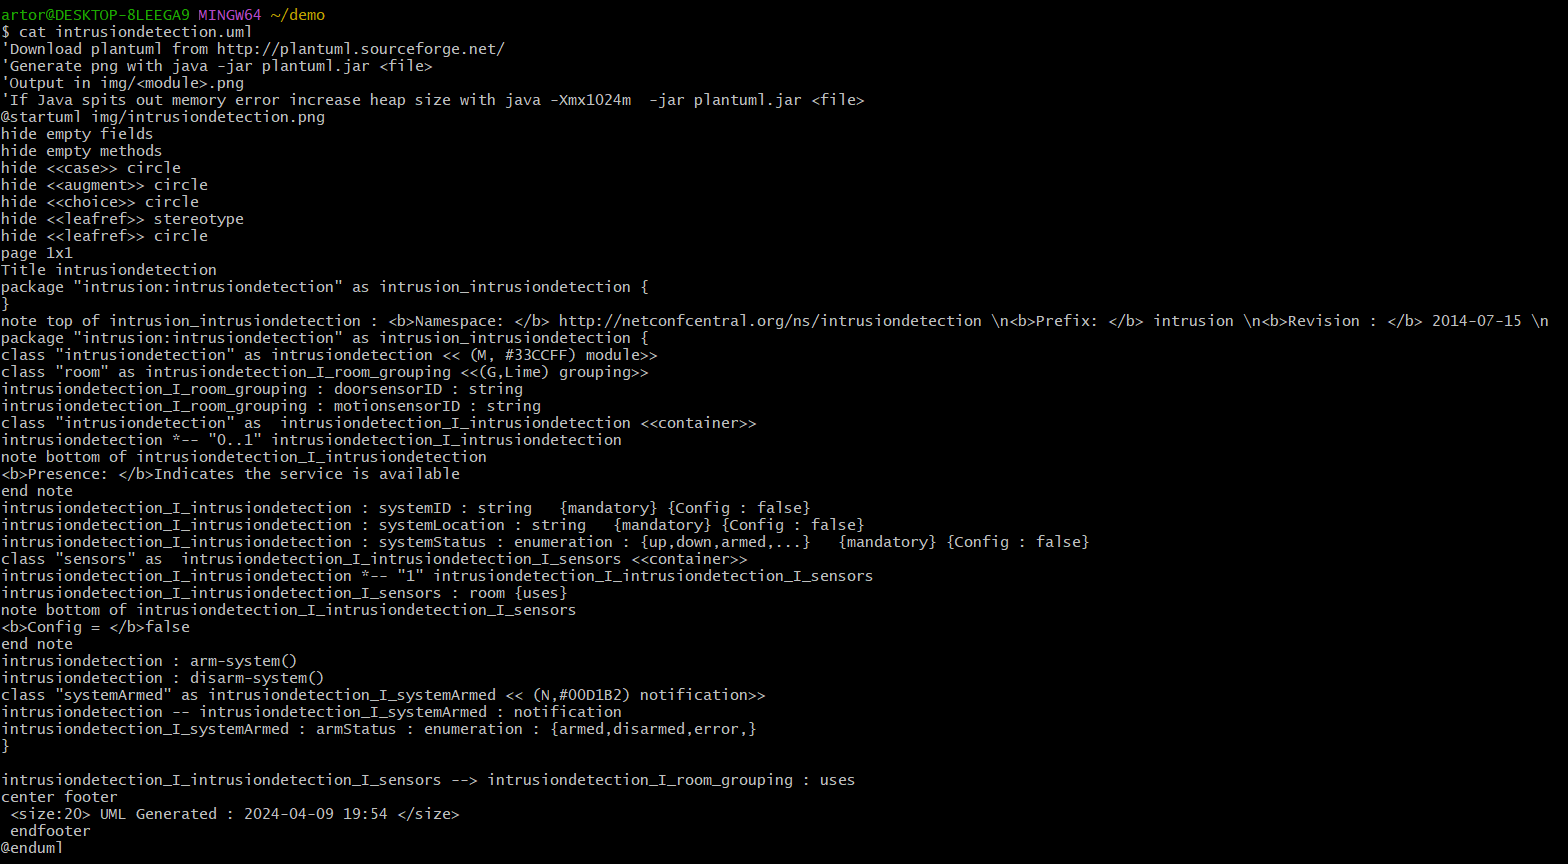 artor@DESKTOP-8LEEGA9 MINGW64 ~/demo
$ cat intrusiondetection.uml
'Download plantuml from http://plantuml.sourceforge.net/
'Generate png with java -jar plantuml.jar <file>
'Output in img/<module>.png
'If Java spits out memory error increase heap size with java -Xmx1024m  -jar plantuml.jar <file>
@startuml img/intrusiondetection.png
hide empty fields
hide empty methods
hide <<case>> circle
hide <<augment>> circle
hide <<choice>> circle
hide <<leafref>> stereotype
hide <<leafref>> circle
page 1x1
Title intrusiondetection
package "intrusion:intrusiondetection" as intrusion_intrusiondetection {
}
note top of intrusion_intrusiondetection : <b>Namespace: </b> http://netconfcentral.org/ns/intrusiondetection \n<b>Prefix: </b> intrusion \n<b>Revision : </b> 2014-07-15 \n
package "intrusion:intrusiondetection" as intrusion_intrusiondetection {
class "intrusiondetection" as intrusiondetection << (M, #33CCFF) module>>
class "room" as intrusiondetection_I_room_grouping <<(G,Lime) grouping>>
intrusiondetection_I_room_grouping : doorsensorID : string
intrusiondetection_I_room_grouping : motionsensorID : string
class "intrusiondetection" as  intrusiondetection_I_intrusiondetection <<container>>
intrusiondetection *-- "0..1" intrusiondetection_I_intrusiondetection
note bottom of intrusiondetection_I_intrusiondetection
<b>Presence: </b>Indicates the service is available
end note
intrusiondetection_I_intrusiondetection : systemID : string   {mandatory} {Config : false}
intrusiondetection_I_intrusiondetection : systemLocation : string   {mandatory} {Config : false}
intrusiondetection_I_intrusiondetection : systemStatus : enumeration : {up,down,armed,...}   {mandatory} {Config : false}
class "sensors" as  intrusiondetection_I_intrusiondetection_I_sensors <<container>>
intrusiondetection_I_intrusiondetection *-- "1" intrusiondetection_I_intrusiondetection_I_sensors
intrusiondetection_I_intrusiondetection_I_sensors : room {uses}
note bottom of intrusiondetection_I_intrusiondetection_I_sensors
<b>Config = </b>false
end note
intrusiondetection : arm-system()
intrusiondetection : disarm-system()
class "systemArmed" as intrusiondetection_I_systemArmed << (N,#00D1B2) notification>>
intrusiondetection -- intrusiondetection_I_systemArmed : notification
intrusiondetection_I_systemArmed : armStatus : enumeration : {armed,disarmed,error,}
}

intrusiondetection_I_intrusiondetection_I_sensors --> intrusiondetection_I_room_grouping : uses
center footer
 <size:20> UML Generated : 2024-04-09 19:54 </size>
 endfooter
@enduml